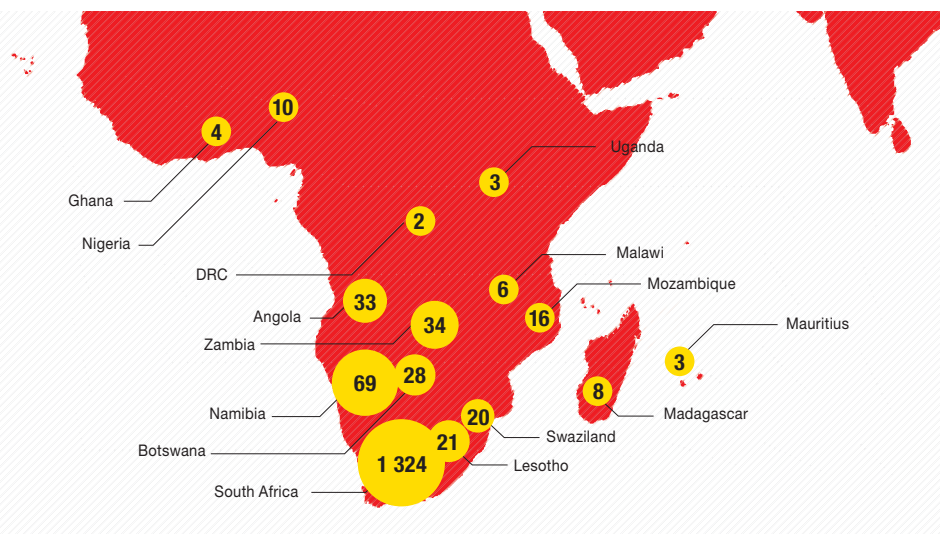 10
4
Uganda
3
Ghana
2
Nigeria
Malawi
DRC
6
Mozambique
33
16
Angola
34
Mauritius
Zambia
3
28
69
8
Namibia
20
Madagascar
21
Swaziland
Botswana
1 324
Lesotho
South Africa